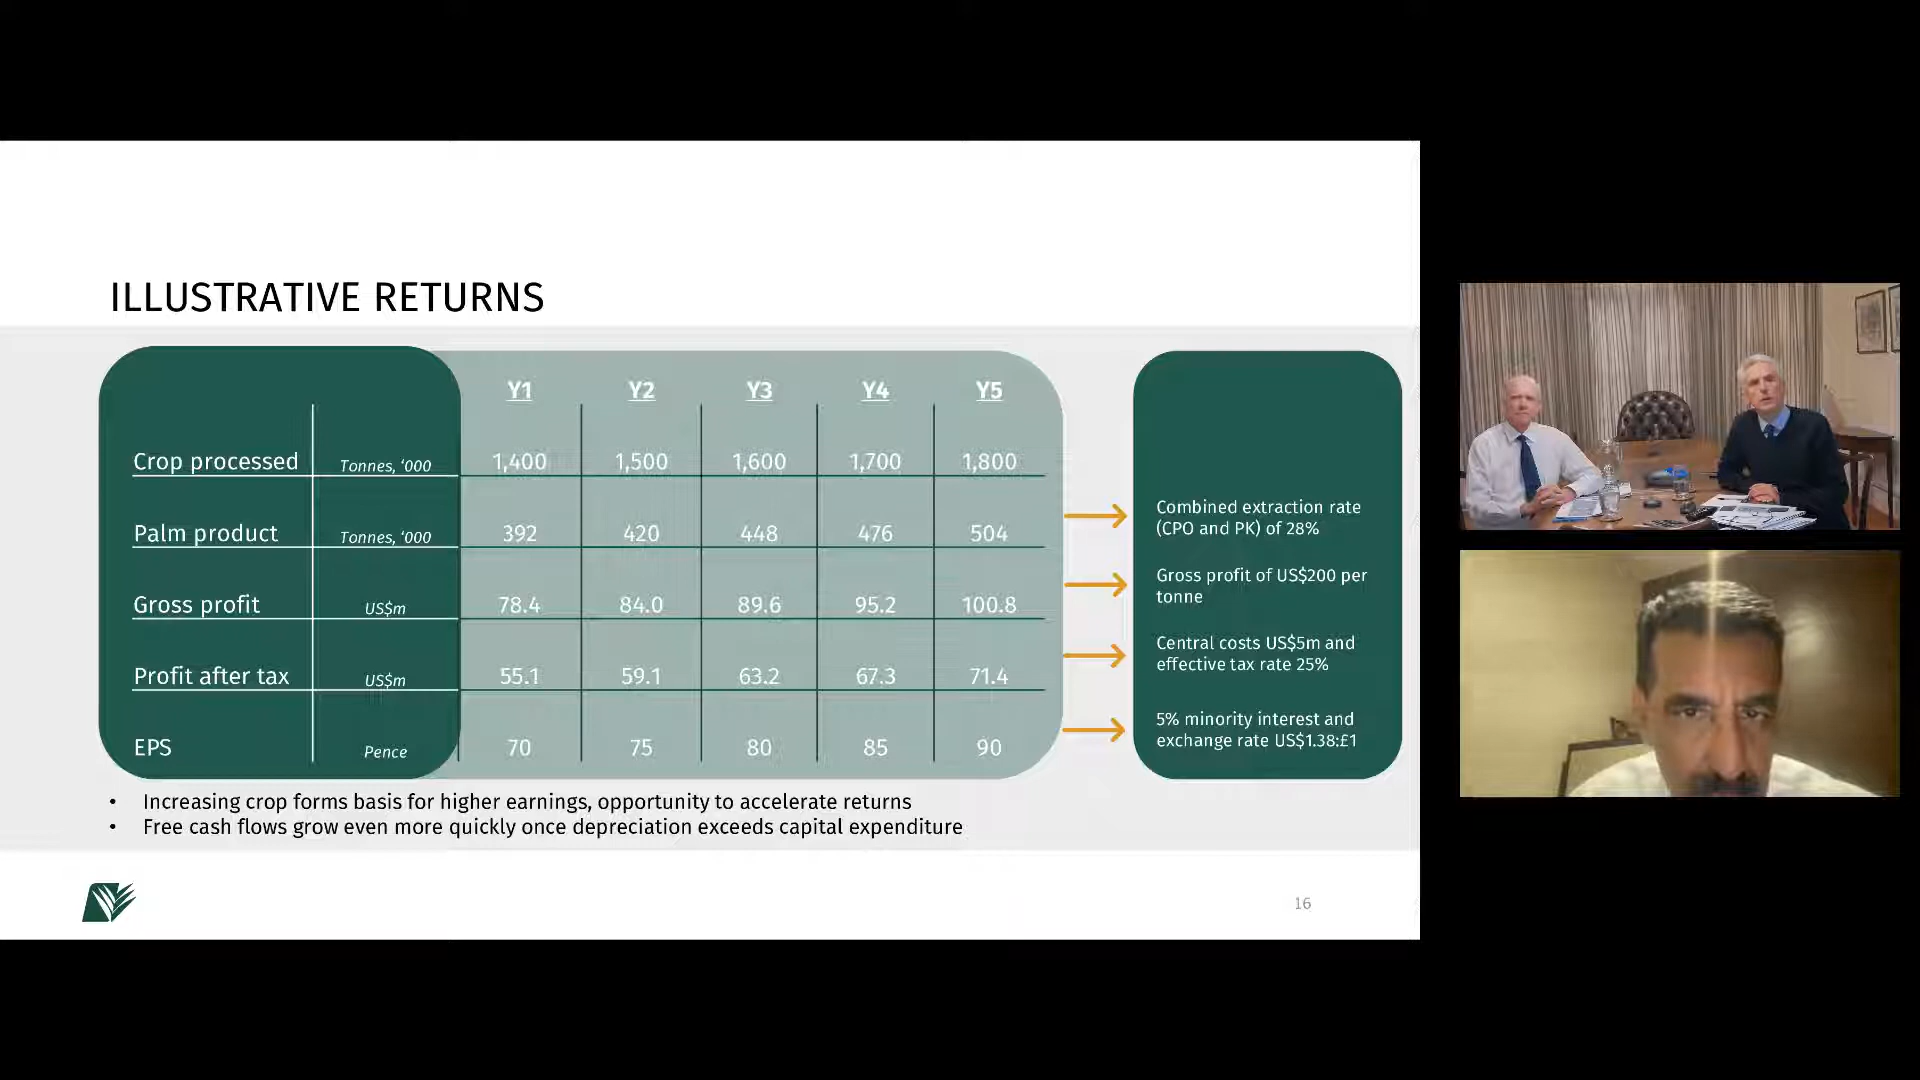 ILLUSTRATIVE RETURNS
Y1 Y2 Y3 Y4 Y5
Crop processed Tonnes, ‘000 1,400 1,500 1,600 1,700 1,800
Palm product Tonnes, ‘000 392 420 448 476 504
Gross profit US$m 78.4 84.0 89.6 95.2 100.8
Profit after tax US$m 55.1 59.1 63.2 67.3 71.4
EPS Pence 70 75 80 85 90
Combined extraction rate
(CPO and PK) of 28%
Gross profit of US$200 per
tonne
Central costs US$5m and
effective tax rate 25%
5% minority interest and
exchange rate US$1.38:£1
• Increasing crop forms basis for higher earnings, opportunity to accelerate returns
• Free cash flows grow even more quickly once depreciation exceeds capital expenditure
16